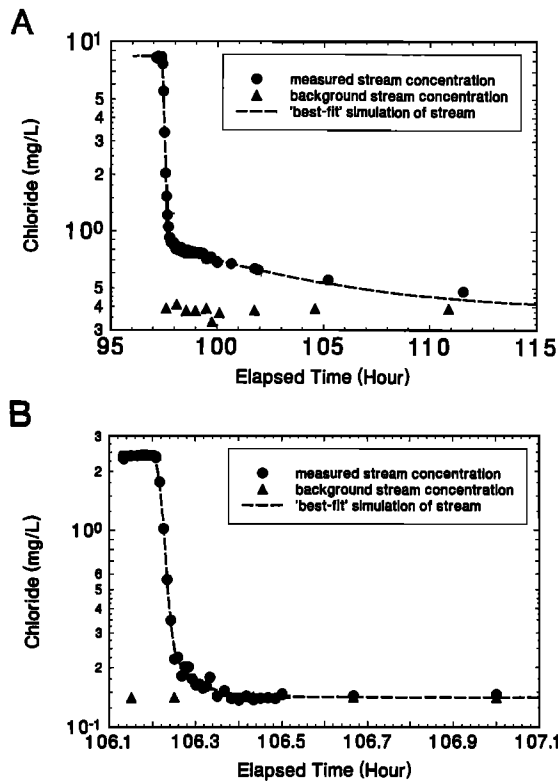 A
10¹
5
2
10⁰
5
4
3
Chloride (mg/L)
measured stream concentration
background stream concentration
'best-fit' simulation of stream
95 100 105 110 115
Elapsed Time (Hour)
B
3
2
10⁰
6
5
4
3
2
10⁻¹
Chloride (mg/L)
measured stream concentration
background stream concentration
'best-fit' simulation of stream
106.1 106.3 106.5 106.7 106.9 107.1
Elapsed Time (Hour)